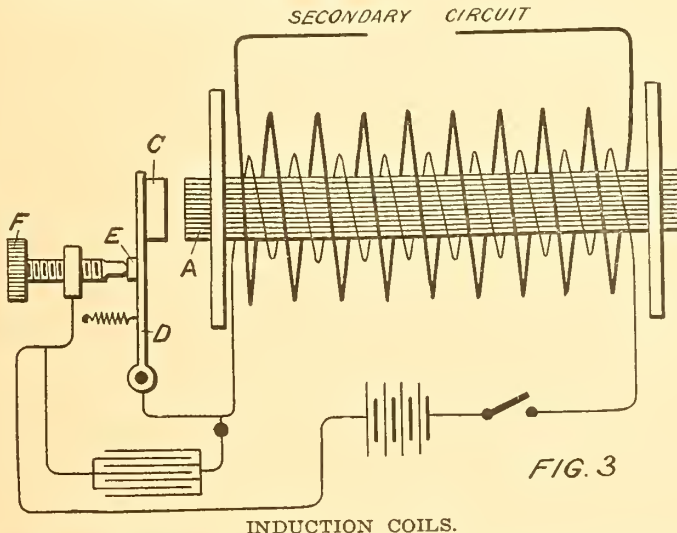 SECONDARY CIRCUIT
C
F
E
A
D
FIG. 3
INDUCTION COILS.